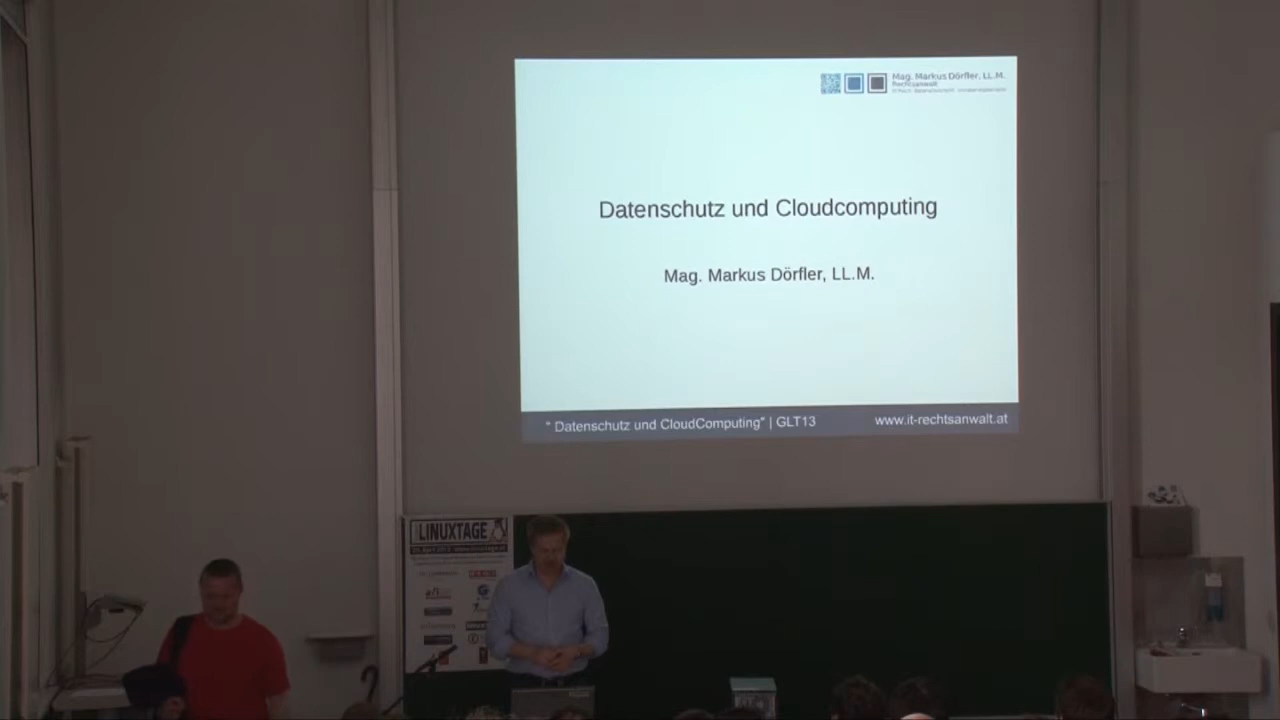 Mag. Markus Dörfler, LL.M.
Rechtsanwalt
Datenschutz und Cloudcomputing
Mag. Markus Dörfler, LL.M.
" Datenschutz und CloudComputing" | GLT13
www.it-rechtsanwalt.at
LINUXTAGE